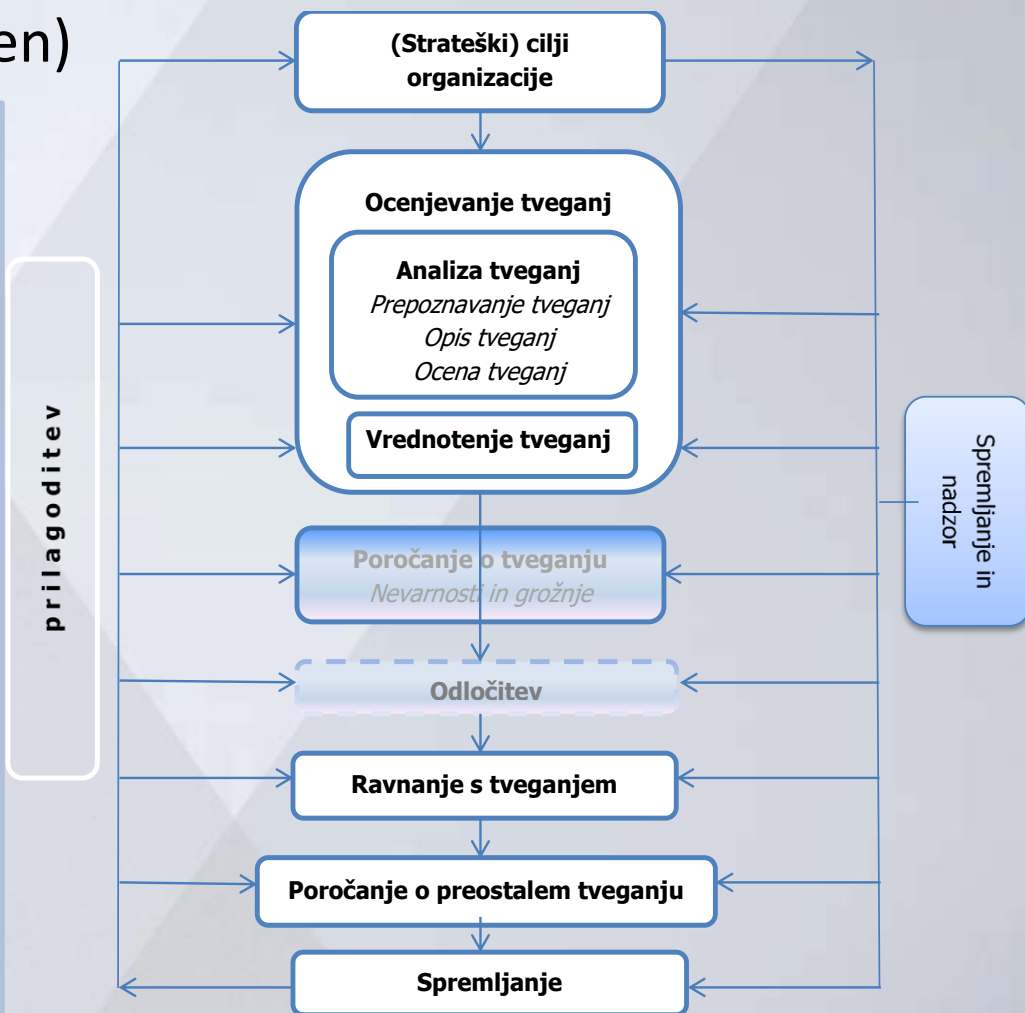 en)
(Strateški) cilji
organizacije
Ocenjevanje tveganj
Analiza tveganj
Prepoznavanje tveganj
Opis tveganj
Ocena tveganj
Vrednotenje tveganj
prilagoditev
Spremljanje in
nadzor
Poročanje o tveganju
Nevarnosti in grožnje
Odločitev
Ravnanje s tveganjem
Poročanje o preostalem tveganju
Spremljanje